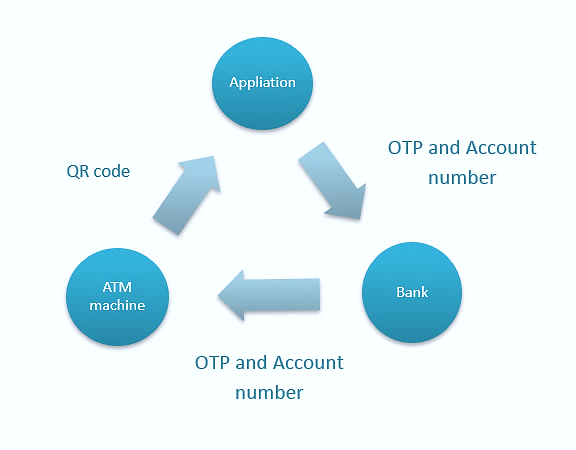 Appliation
OTP and Account
number
QR code
ATM
machine
Bank
OTP and Account
number